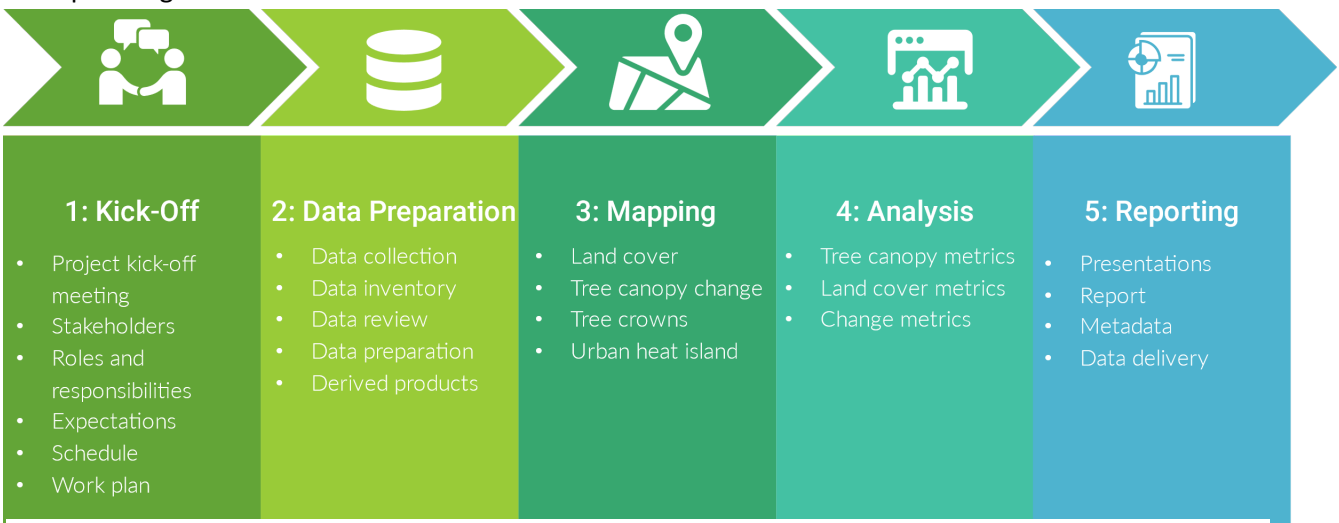 1: Kick-Off
• Project kick-off
meeting
• Stakeholders
• Roles and
responsibilities
• Expectations
• Schedule
• Work plan
2: Data Preparation
• Data collection
• Data inventory
• Data review
• Data preparation
• Derived products
3: Mapping
• Land cover
• Tree canopy change
• Tree crowns
• Urban heat island
4: Analysis
• Tree canopy metrics
• Land cover metrics
• Change metrics
5: Reporting
• Presentations
• Report
• Metadata
• Data delivery